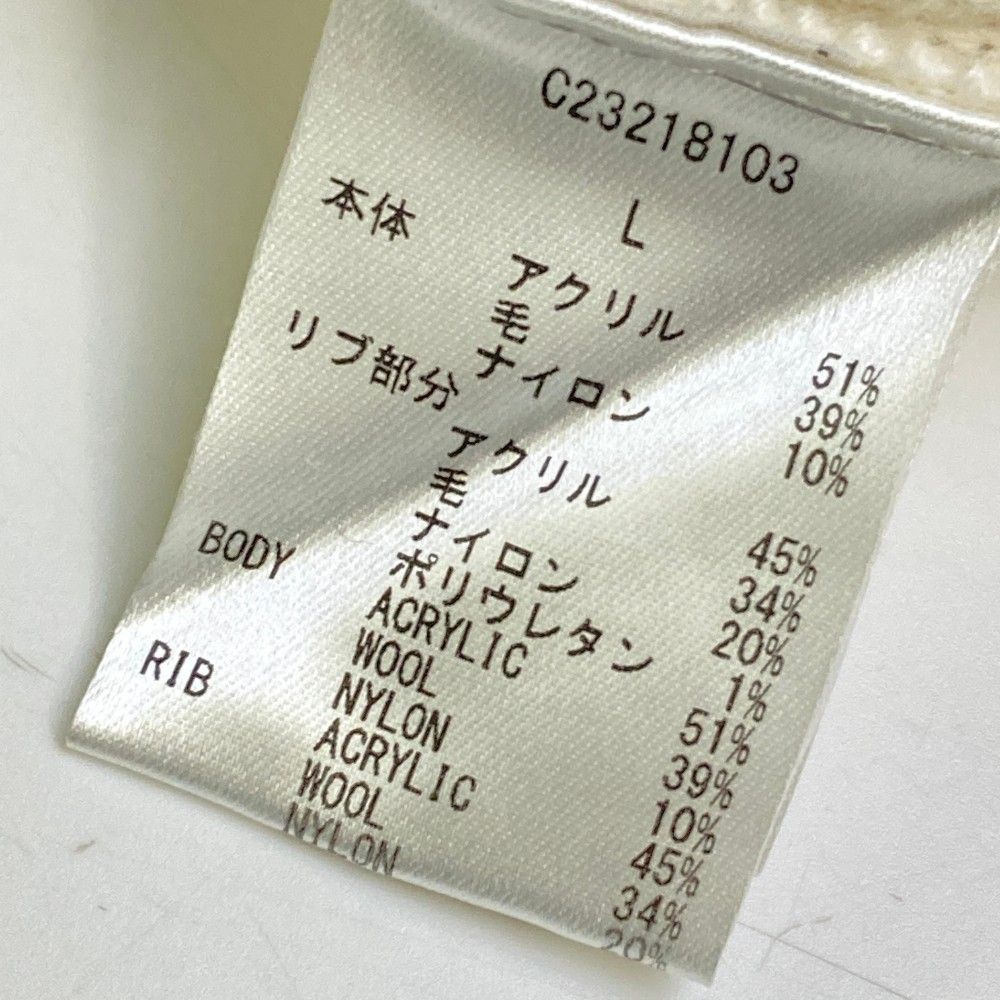 C23218103
L
本体
アクリル 51%
毛 39%
ナイロン 10%
リブ部分
アクリル 45%
毛 34%
ナイロン 20%
ポリウレタン 1%
BODY ACRYLIC 51%
WOOL 39%
NYLON 10%
RIB ACRYLIC 45%
WOOL 34%
NYLON 20%